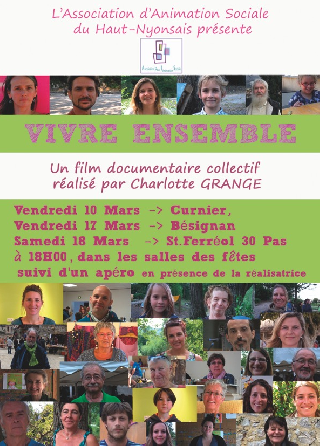 L'Association d'Animation Sociale
du Haut-Nyonsais présente
VIVRE ENSEMBLE
Un film documentaire collectif
réalisé par Charlotte GRANGE
Vendredi 10 Mars -> Curnier,
Vendredi 17 Mars -> Bésignan
Samedi 18 Mars -> St.Ferréol 30 Pas
à 18H00, dans les salles des fêtes
suivi d'un apéro en présence de la réalisatrice